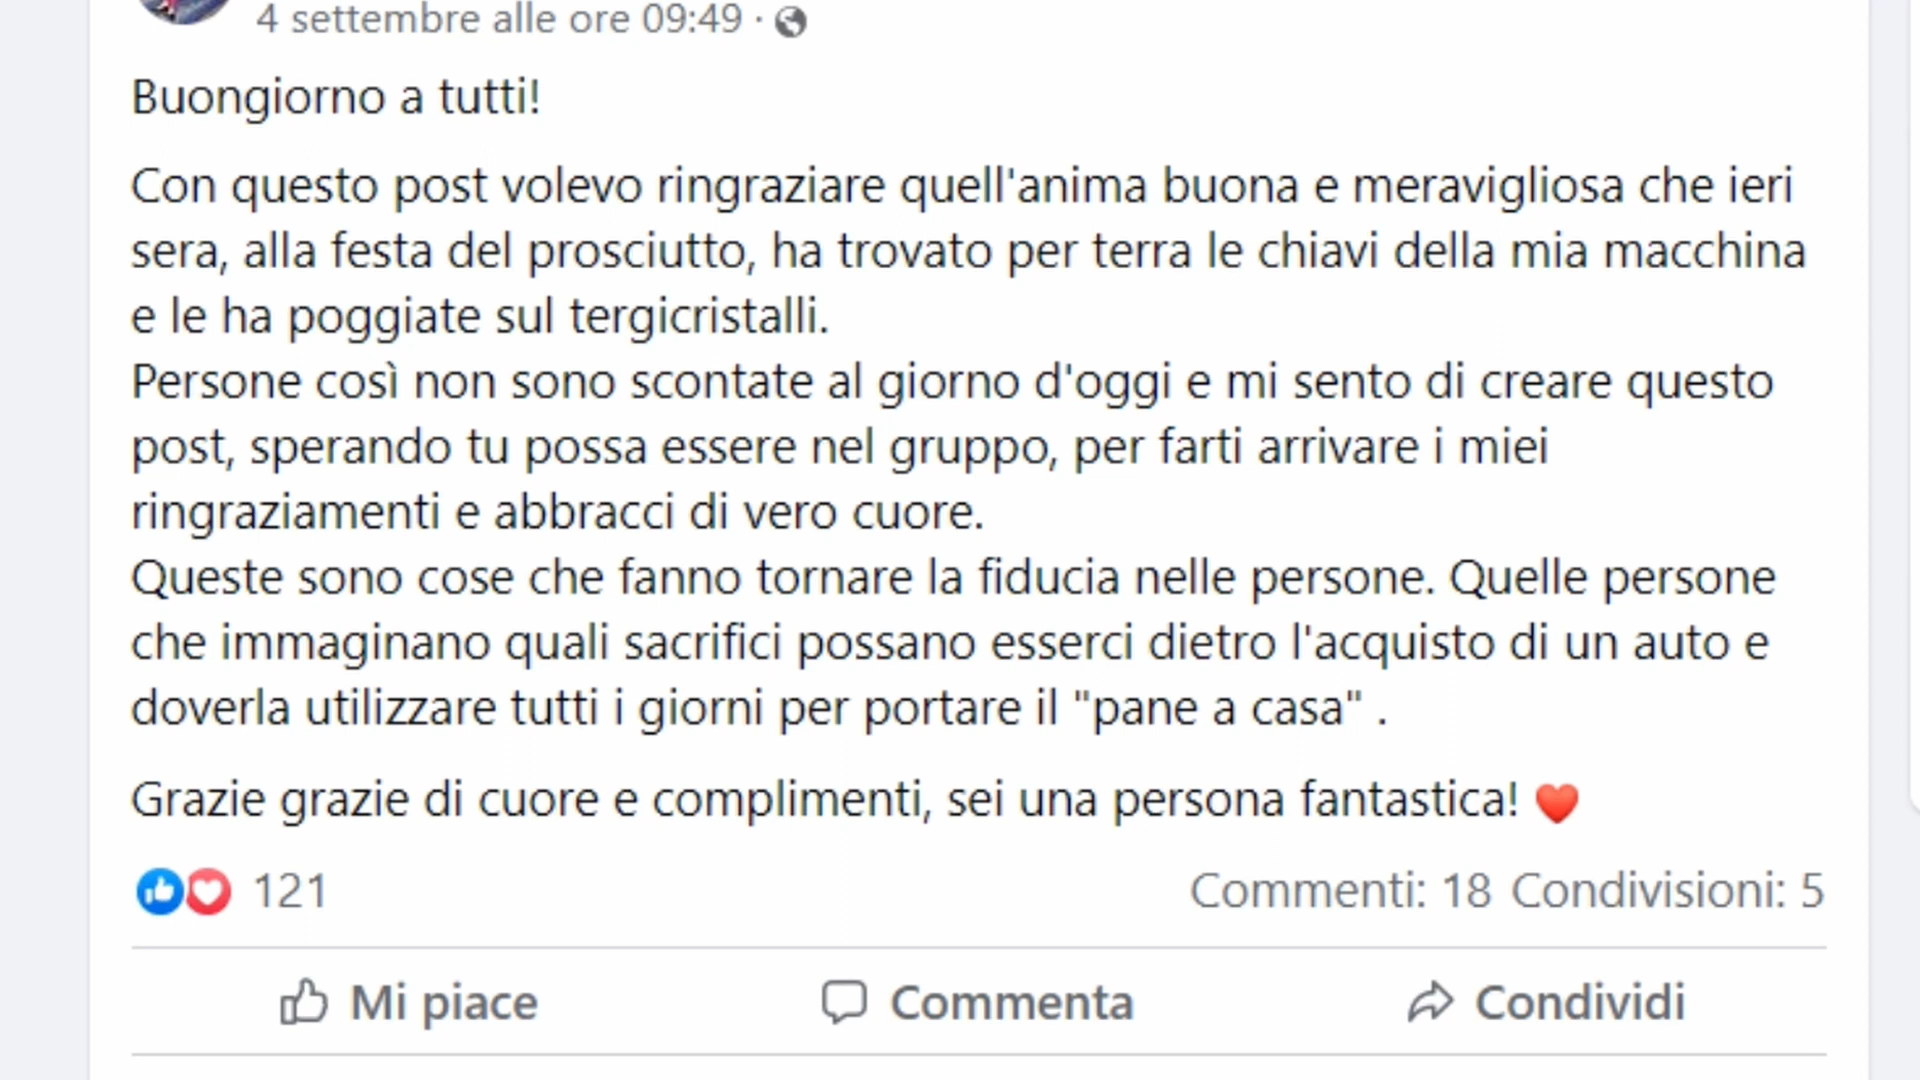 4 settembre alle ore 09:49 ·
Buongiorno a tutti!
Con questo post volevo ringraziare quell'anima buona e meravigliosa che ieri
sera, alla festa del prosciutto, ha trovato per terra le chiavi della mia macchina
e le ha poggiate sul tergicristalli.
Persone così non sono scontate al giorno d'oggi e mi sento di creare questo
post, sperando tu possa essere nel gruppo, per farti arrivare i miei
ringraziamenti e abbracci di vero cuore.
Queste sono cose che fanno tornare la fiducia nelle persone. Quelle persone
che immaginano quali sacrifici possano esserci dietro l'acquisto di un auto e
doverla utilizzare tutti i giorni per portare il "pane a casa" .
Grazie grazie di cuore e complimenti, sei una persona fantastica! ❤️
121 Commenti: 18 Condivisioni: 5
Mi piace Commenta Condividi